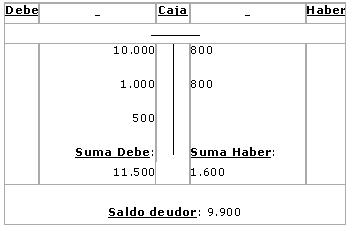 Debe _ Caja _ Haber
10.000 800
1.000 800
500
Suma Debe: Suma Haber:
11.500 1.600
Saldo deudor: 9.900